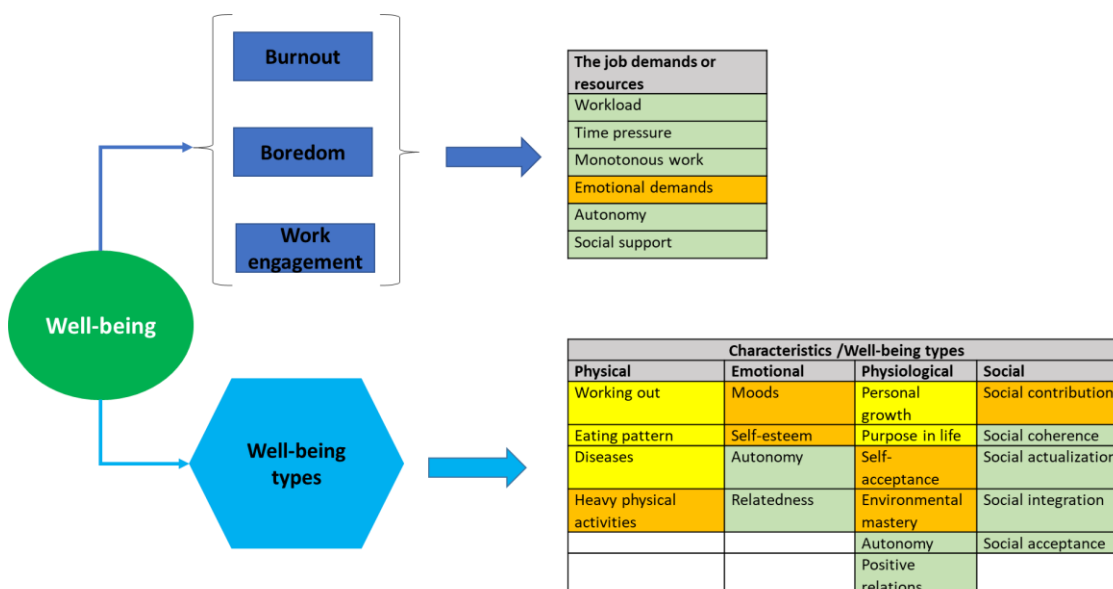 Burnout
Boredom
Work
engagement
The job demands or
resources
Workload
Time pressure
Monotonous work
Emotional demands
Autonomy
Social support
Well-being
Well-being
types
Characteristics /Well-being types
Physical Emotional Physiological Social
Working out Moods Personal Social contribution
growth
Eating pattern Self-esteem Purpose in life Social coherence
Diseases Autonomy Self- Social actualization
acceptance
Heavy physical Relatedness Environmental Social integration
activities mastery
Autonomy Social acceptance
Positive
relations